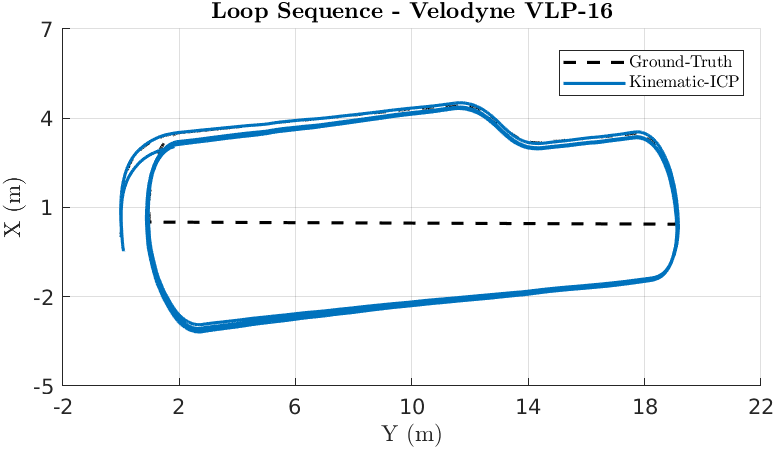 Loop Sequence - Velodyne VLP-16
Ground-Truth
Kinematic-ICP
7
4
1
-2
-5
X (m)
-2 2 6 10 14 18 22
Y (m)